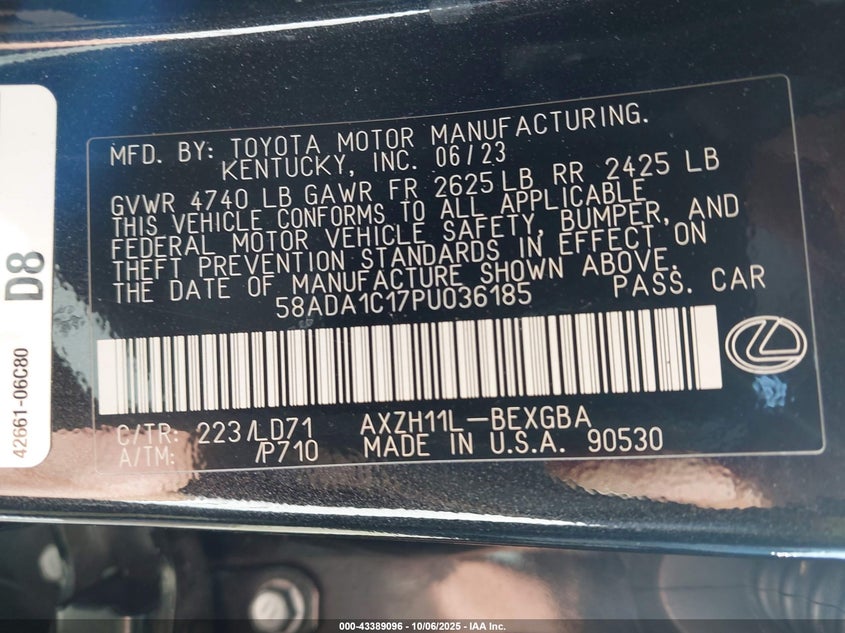 MFD. BY: TOYOTA MOTOR MANUFACTURING.
KENTUCKY, INC. 06/23
GVWR 4740 LB GAWR FR 2625 LB RR 2425 LB
THIS VEHICLE CONFORMS TO ALL APPLICABLE
FEDERAL MOTOR VEHICLE SAFETY, BUMPER, AND
THEFT PREVENTION STANDARDS IN EFFECT ON
THE DATE OF MANUFACTURE SHOWN ABOVE.
58ADA1C17PU036185 PASS. CAR
C/TR: 223/LD71 AXZH11L-BEXGBA
A/TM: /P710 MADE IN U.S.A. 90530
D8
42661-06C80
000-43389096 - 10/06/2025 - IAA Inc.